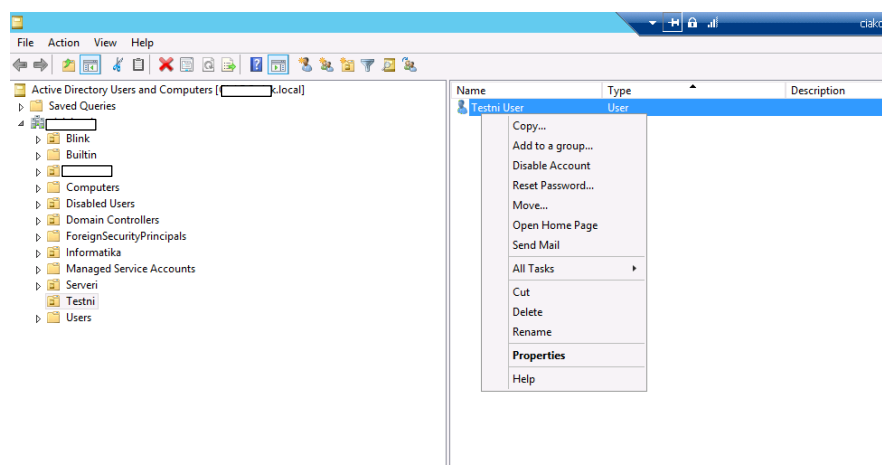 ciakc
File Action View Help
Active Directory Users and Computers [ k.local]
Saved Queries
Blink
Builtin
Computers
Disabled Users
Domain Controllers
ForeignSecurityPrincipals
Informatika
Managed Service Accounts
Serveri
Testni
Users
Name Type Description
Testni User User
Copy...
Add to a group...
Disable Account
Reset Password...
Move...
Open Home Page
Send Mail
All Tasks
Cut
Delete
Rename
Properties
Help